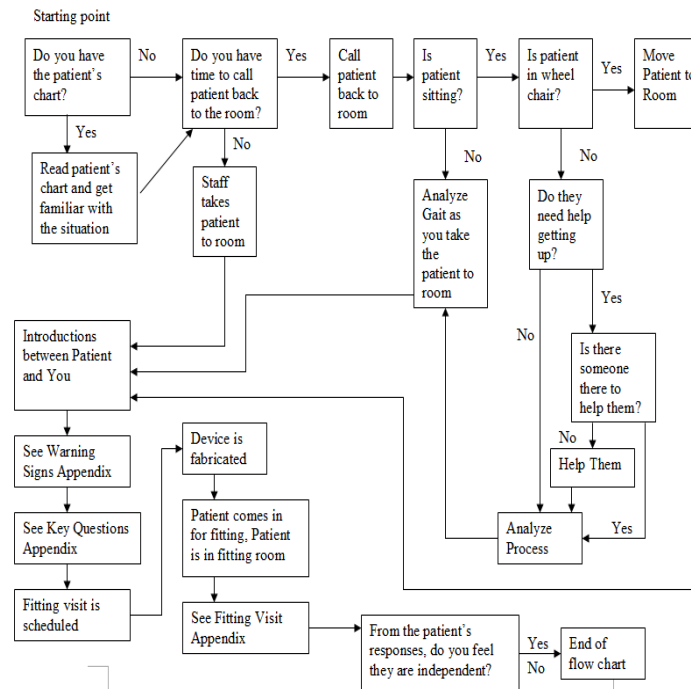 Starting point
Do you have
the patient's
chart?
No
Do you have
time to call
patient back
to the room?
Yes
Call
patient
back to
room
Is
patient
sitting?
Yes
Is patient
in wheel
chair?
Yes
Move
Patient to
Room
Yes
No
No
No
Read patient's
chart and get
familiar with
the situation
Staff
takes
patient
to room
Analyze
Gait as
you take
the
patient to
room
Do they
need help
getting
up?
Yes
No
Introductions
between Patient
and You
Is there
someone
there to
help them?
No
Help Them
Yes
Analyze
Process
See Warning
Signs Appendix
Device is
fabricated
See Key Questions
Appendix
Patient comes in
for fitting, Patient
is in fitting room
Fitting visit is
scheduled
See Fitting Visit
Appendix
From the patient's
responses, do you feel
they are independent?
Yes
No
End of
flow chart